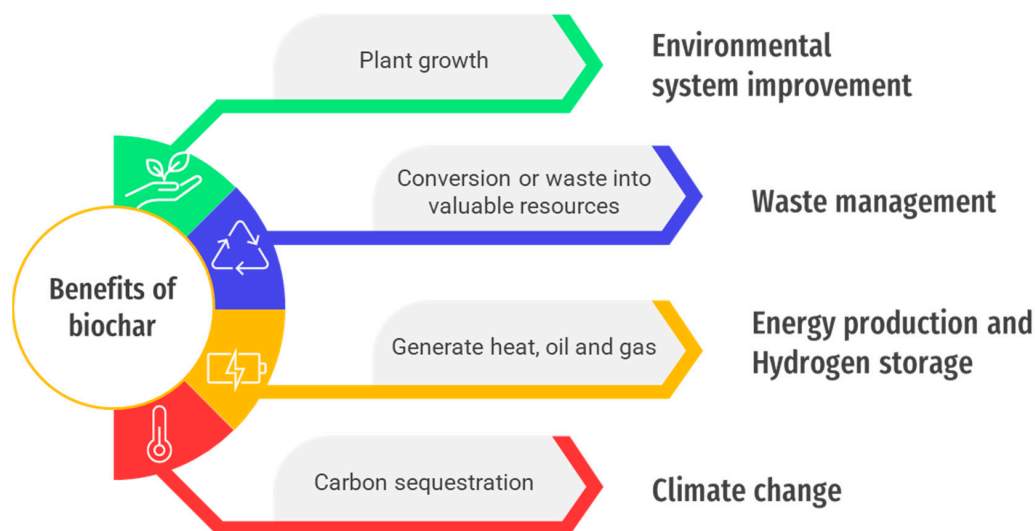 Benefits of
biochar
Plant growth
Environmental
system improvement
Conversion or waste into
valuable resources
Waste management
Generate heat, oil and gas
Energy production and
Hydrogen storage
Carbon sequestration
Climate change